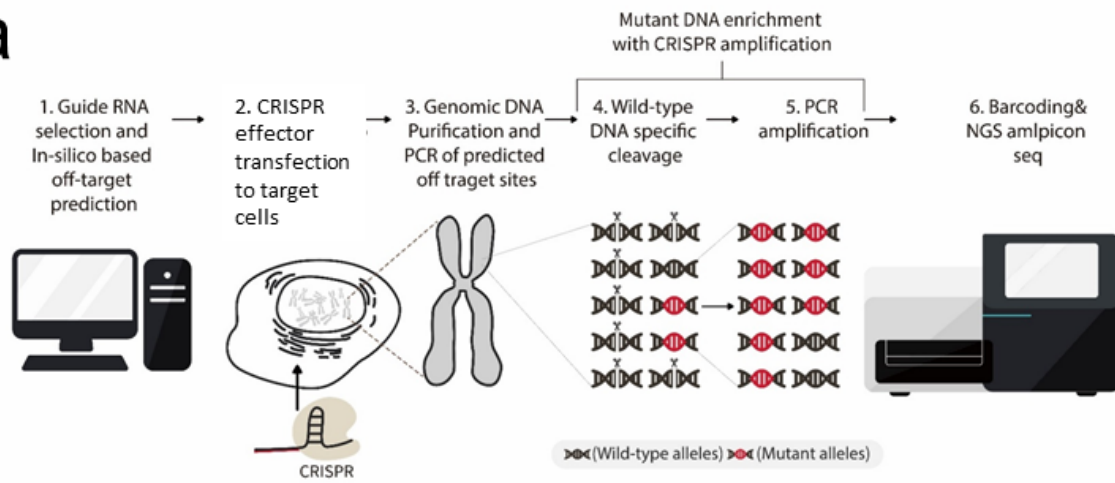 a
Mutant DNA enrichment
with CRISPR amplification
1. Guide RNA
selection and
In-silico based
off-target
prediction
2. CRISPR
effector
transfection
to target
cells
3. Genomic DNA
Purification and
PCR of predicted
off traget sites
4. Wild-type
DNA specific
cleavage
5. PCR
amplification
6. Barcoding&
NGS amlpicon
seq
CRISPR
(Wild-type alleles) (Mutant alleles)